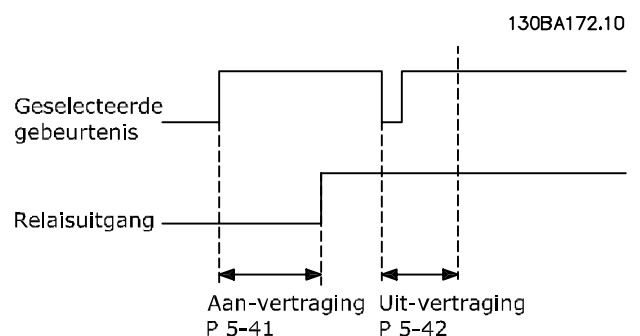 130BA172.10
Geselecteerde
gebeurtenis
Relaisuitgang
Aan-vertraging
P 5-41
Uit-vertraging
P 5-42